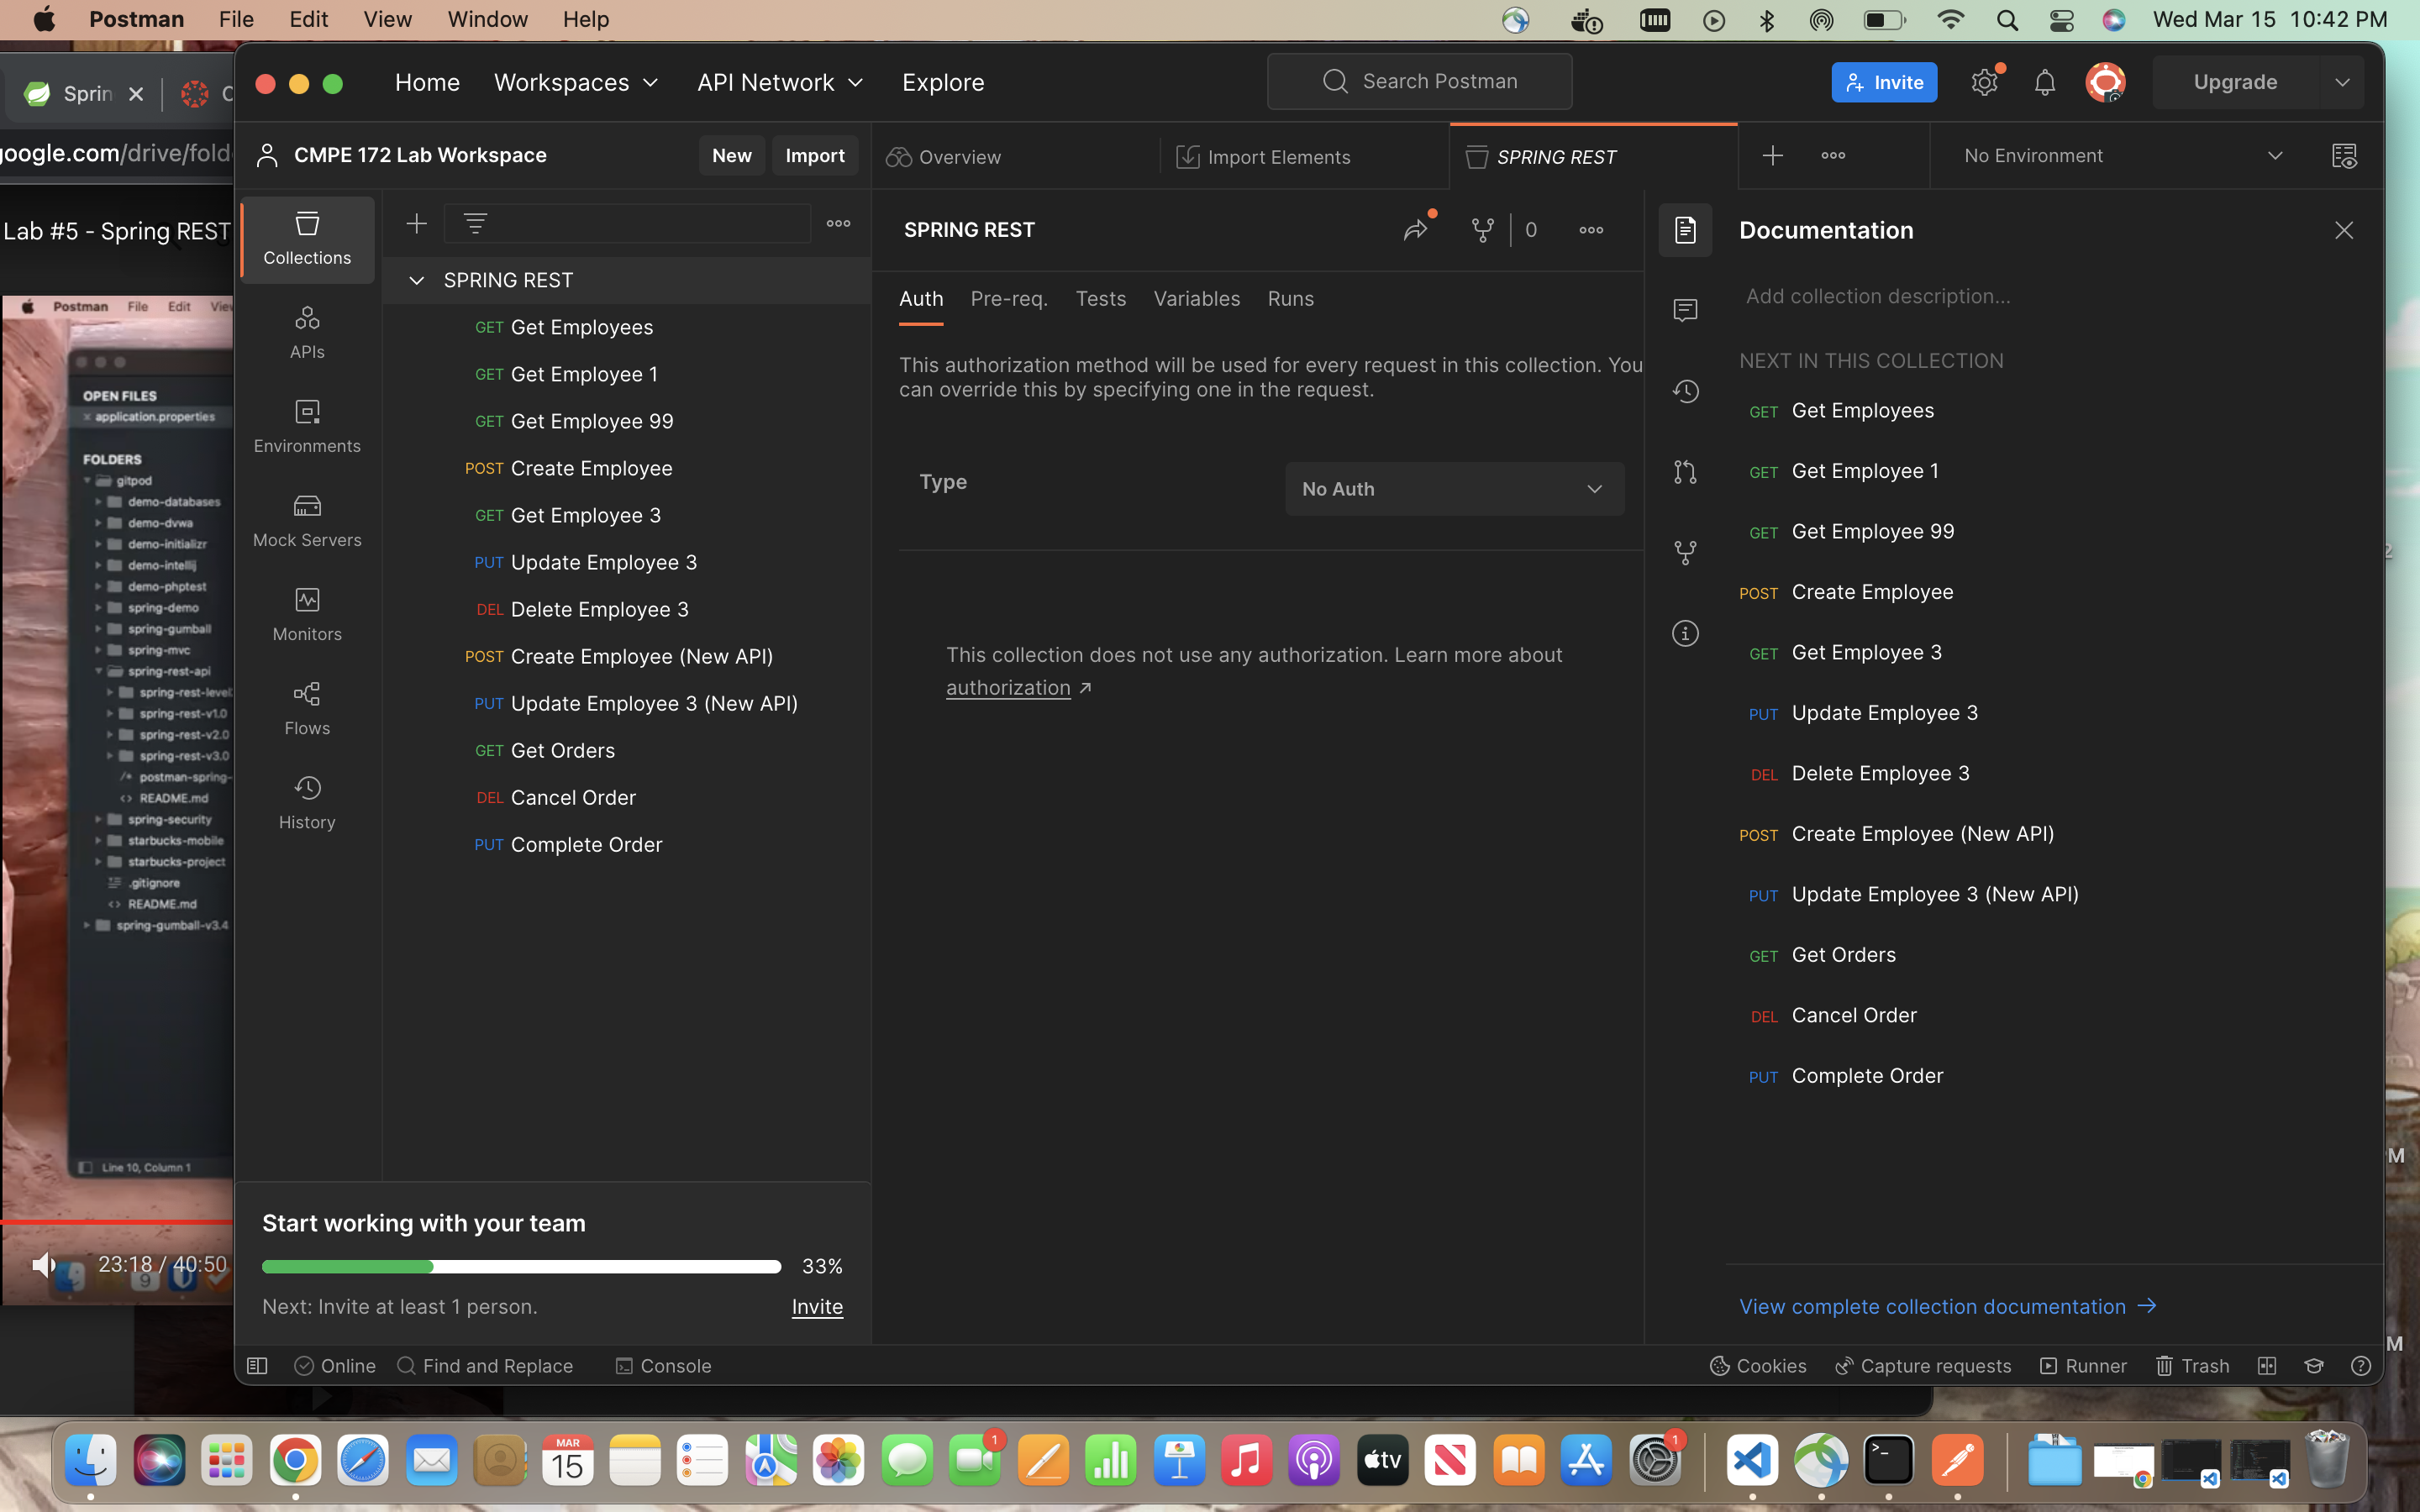 Postman File Edit View Window Help
Wed Mar 15 10:42 PM
Sprin
google.com/drive/fold
Lab #5 - Spring REST
Postman File Edit View
OPEN FILES
application.properties
FOLDERS
gitpod
demo-databases
demo-dvwa
demo-initializr
demo-intellij
demo-phptest
spring-demo
spring-gumball
spring-mvc
spring-rest-api
spring-rest-level
spring-rest-v1.0
spring-rest-v2.0
spring-rest-v3.0
postman-spring-
README.md
spring-security
starbucks-mobile
starbucks-project
.gitignore
README.md
spring-gumball-v3.4
Line 10, Column 1
23:18 / 40:50
Home Workspaces API Network Explore
Search Postman
Invite
Upgrade
CMPE 172 Lab Workspace
New
Import
Overview
Import Elements
SPRING REST
No Environment
Collections
APIs
Environments
Mock Servers
Monitors
Flows
History
SPRING REST
GET Get Employees
GET Get Employee 1
GET Get Employee 99
POST Create Employee
GET Get Employee 3
PUT Update Employee 3
DEL Delete Employee 3
POST Create Employee (New API)
PUT Update Employee 3 (New API)
GET Get Orders
DEL Cancel Order
PUT Complete Order
Start working with your team
33%
Next: Invite at least 1 person.
Invite
SPRING REST
0
Auth Pre-req. Tests Variables Runs
This authorization method will be used for every request in this collection. You
can override this by specifying one in the request.
Type
No Auth
This collection does not use any authorization. Learn more about
authorization
Documentation
Add collection description...
NEXT IN THIS COLLECTION
GET Get Employees
GET Get Employee 1
GET Get Employee 99
POST Create Employee
GET Get Employee 3
PUT Update Employee 3
DEL Delete Employee 3
POST Create Employee (New API)
PUT Update Employee 3 (New API)
GET Get Orders
DEL Cancel Order
PUT Complete Order
View complete collection documentation
Online
Find and Replace
Console
Cookies
Capture requests
Runner
Trash
MAR
15
1
tv
1